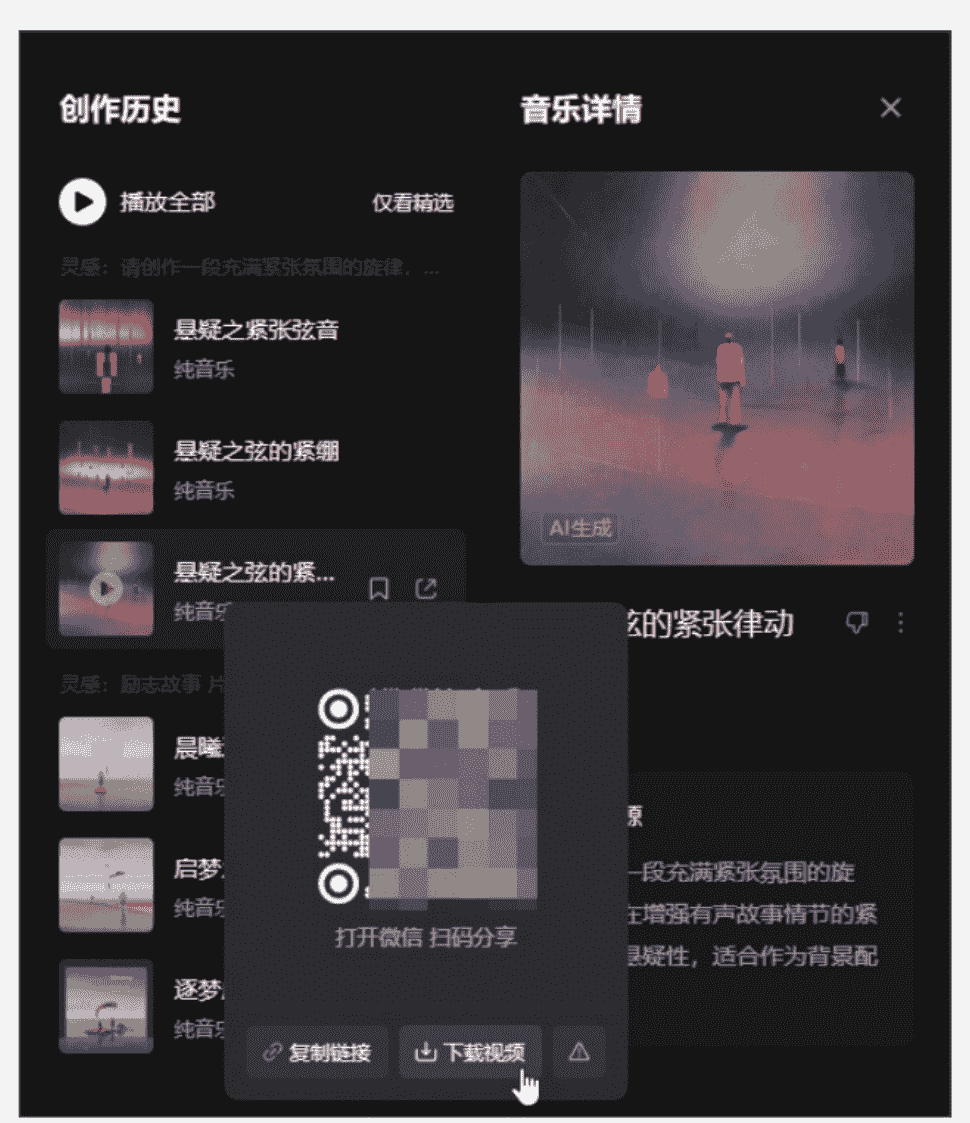 创作历史
音乐详情
播放全部
仅看精选
灵感：请创作一段充满紧张氛围的旋律，...
悬疑之紧张弦音
纯音乐
悬疑之弦的紧绷
纯音乐
悬疑之弦的紧...
纯音乐
AI生成
弦的紧张律动
灵感：励志故事 片
晨曦
纯音乐
启梦
纯音乐
逐梦
纯音乐
源
一段充满紧张氛围的旋
在增强有声故事情节的紧
悬疑性，适合作为背景配
打开微信 扫码分享
复制链接
下载视频